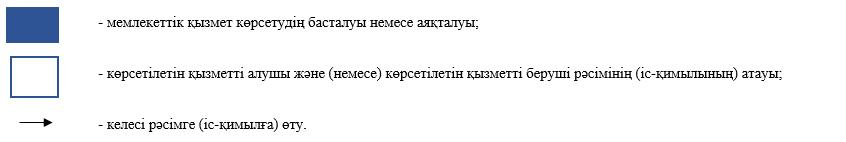 - мемлекеттік қызмет көрсетудің басталуы немесе аяқталуы;
- көрсетілетін қызметті алушы және (немесе) көрсетілетін қызметті беруші рәсімінің (іс-қимылының) атауы;
- келесі рәсімге (іс-қимылға) өту.